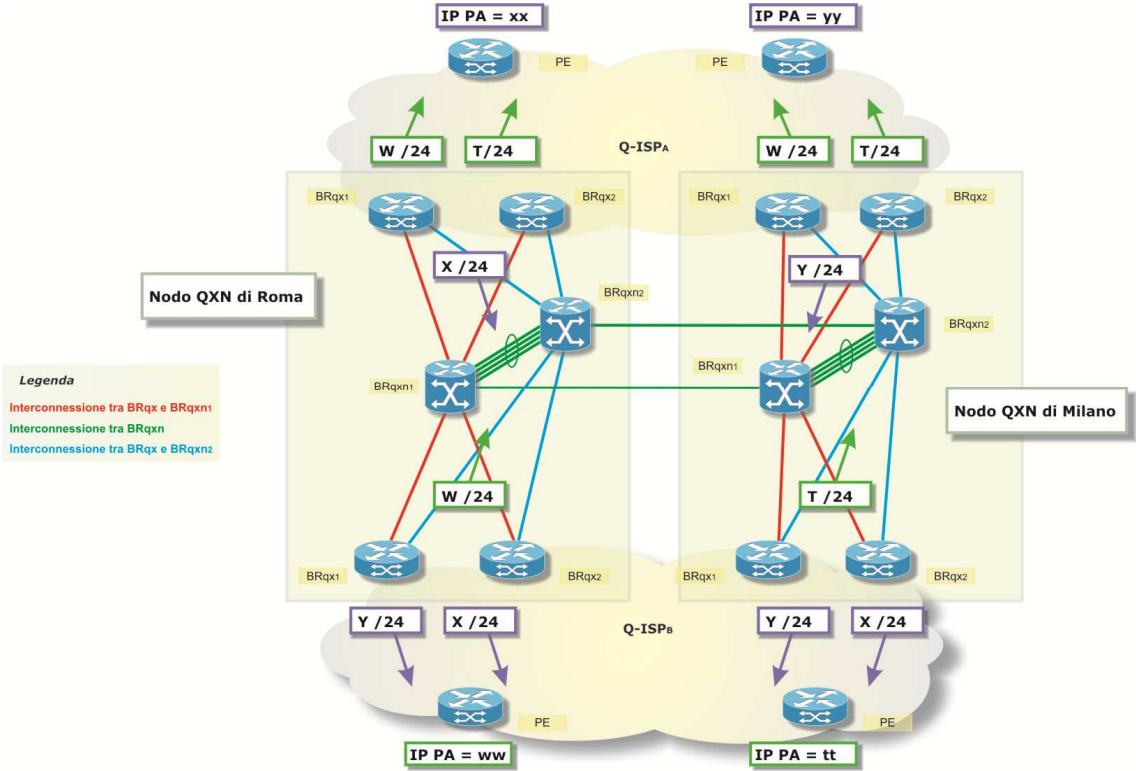 IP PA = xx
IP PA = yy
PE
PE
W /24
T/24
Q-ISPA
W /24
T/24
BRqx1
BRqx2
BRqx1
BRqx2
X /24
Y /24
Nodo QXN di Roma
BRqxn2
BRqxn2
BRqxn1
BRqxn1
Legenda
Interconnessione tra BRqx e BRqxn1
Interconnessione tra BRqxn
Interconnessione tra BRqx e BRqxn2
Nodo QXN di Milano
W /24
T /24
BRqx1
BRqx2
BRqx1
BRqx2
Y /24
X /24
Q-ISPB
Y /24
X /24
PE
PE
IP PA = ww
IP PA = tt